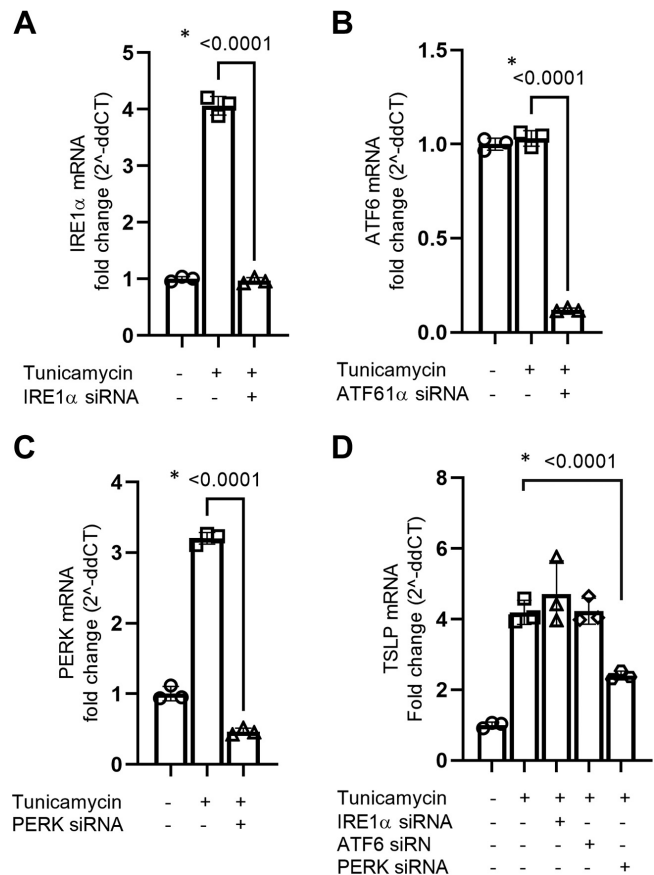 A
* <0.0001
IRE1α mRNA
fold change (2^-ddCT)
5
4
3
2
1
0
Tunicamycin - + +
IRE1α siRNA - - +
B
*
<0.0001
ATF6 mRNA
fold change (2^-ddCT)
1.5
1.0
0.5
0.0
Tunicamycin - + +
ATF61α siRNA - - +
C
* <0.0001
PERK mRNA
fold change (2^-ddCT)
4
3
2
1
0
Tunicamycin - + +
PERK siRNA - - +
D
* <0.0001
TSLP mRNA
Fold change (2^-ddCT)
8
6
4
2
0
Tunicamycin - + + + +
IRE1α siRNA - - + - -
ATF6 siRN - - - + -
PERK siRNA - - - - +